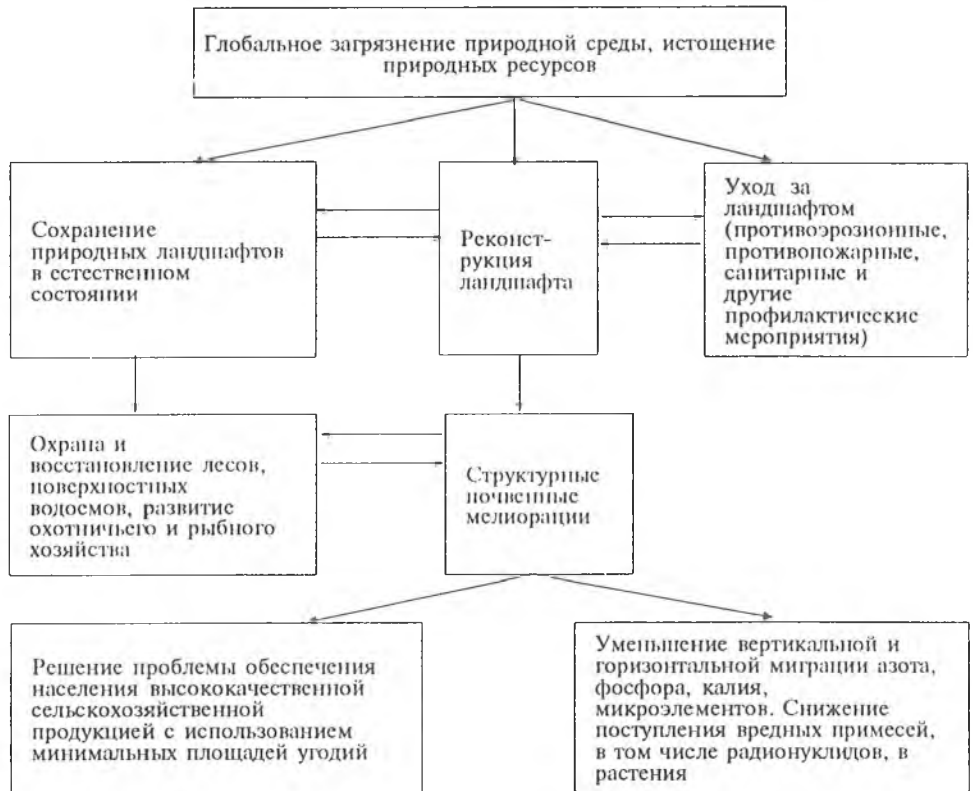 Глобальное загрязнение природной среды, истощение
природных ресурсов
Сохранение
природных ландшафтов
в естественном
состоянии
Реконст-
рукция
ландшафта
Уход за
ландшафтом
(противоэрозионные,
противопожарные,
санитарные и
другие
профилактические
мероприятия)
Охрана и
восстановление лесов,
поверхностных
водоемов, развитие
охотничьего и рыбного
хозяйства
Структурные
почвенные
мелиорации
Решение проблемы обеспечения
населения высококачественной
сельскохозяйственной
продукцией с использованием
минимальных площадей угодий
Уменьшение вертикальной и
горизонтальной миграции азота,
фосфора, калия,
микроэлементов. Снижение
поступления вредных примесей,
в том числе радионуклидов, в
растения